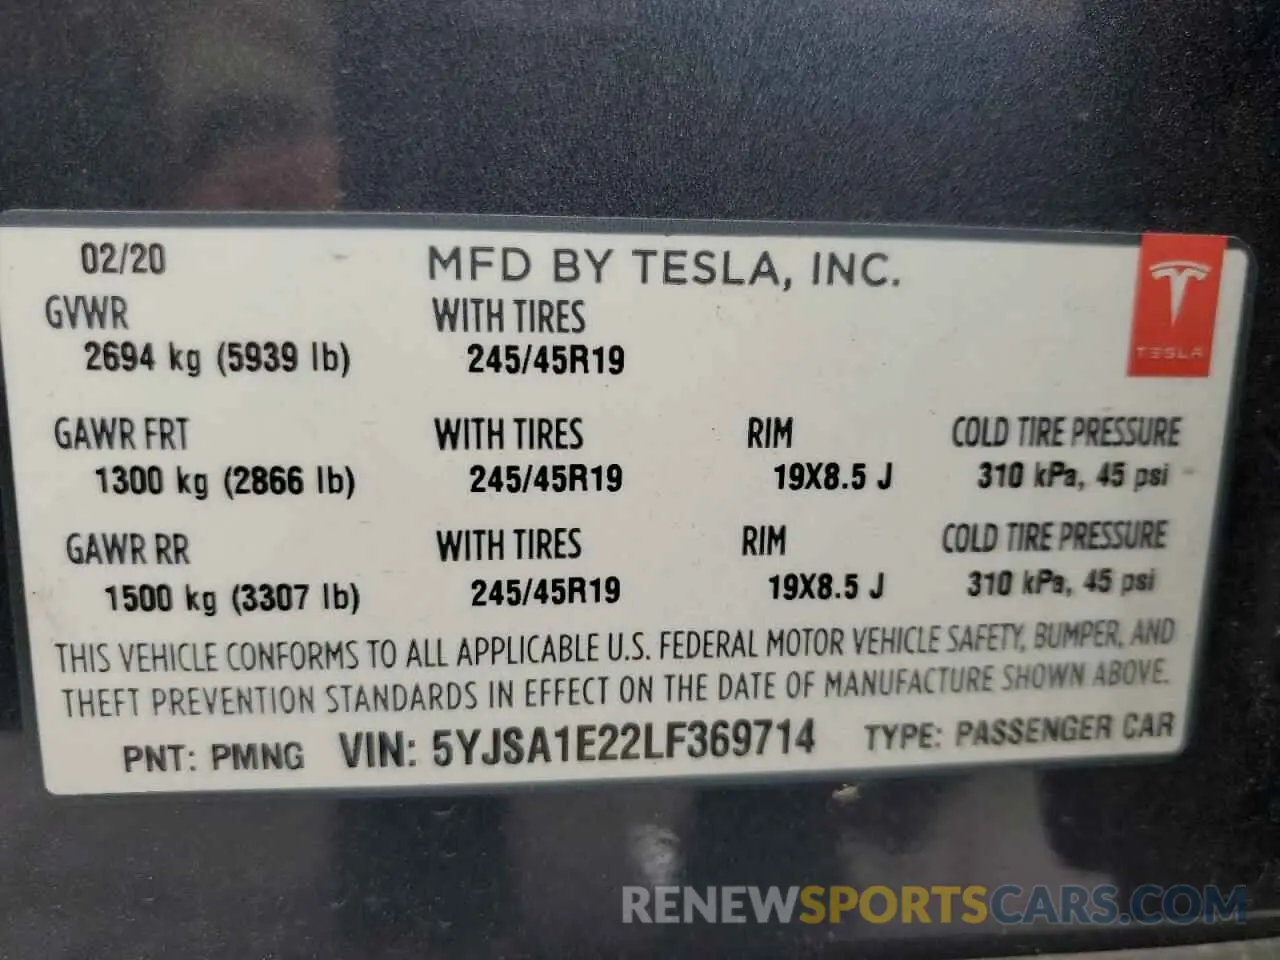 02/20 MFD BY TESLA, INC.
TESLA
GVWR WITH TIRES
2694 kg (5939 lb) 245/45R19
GAWR FRT WITH TIRES RIM COLD TIRE PRESSURE
1300 kg (2866 lb) 245/45R19 19X8.5 J 310 kPa, 45 psi
GAWR RR WITH TIRES RIM COLD TIRE PRESSURE
1500 kg (3307 lb) 245/45R19 19X8.5 J 310 kPa, 45 psi
THIS VEHICLE CONFORMS TO ALL APPLICABLE U.S. FEDERAL MOTOR VEHICLE SAFETY, BUMPER, AND
THEFT PREVENTION STANDARDS IN EFFECT ON THE DATE OF MANUFACTURE SHOWN ABOVE.
PNT: PMNG VIN: 5YJSA1E22LF369714 TYPE: PASSENGER CAR
RENEWSPORTSCARS.COM